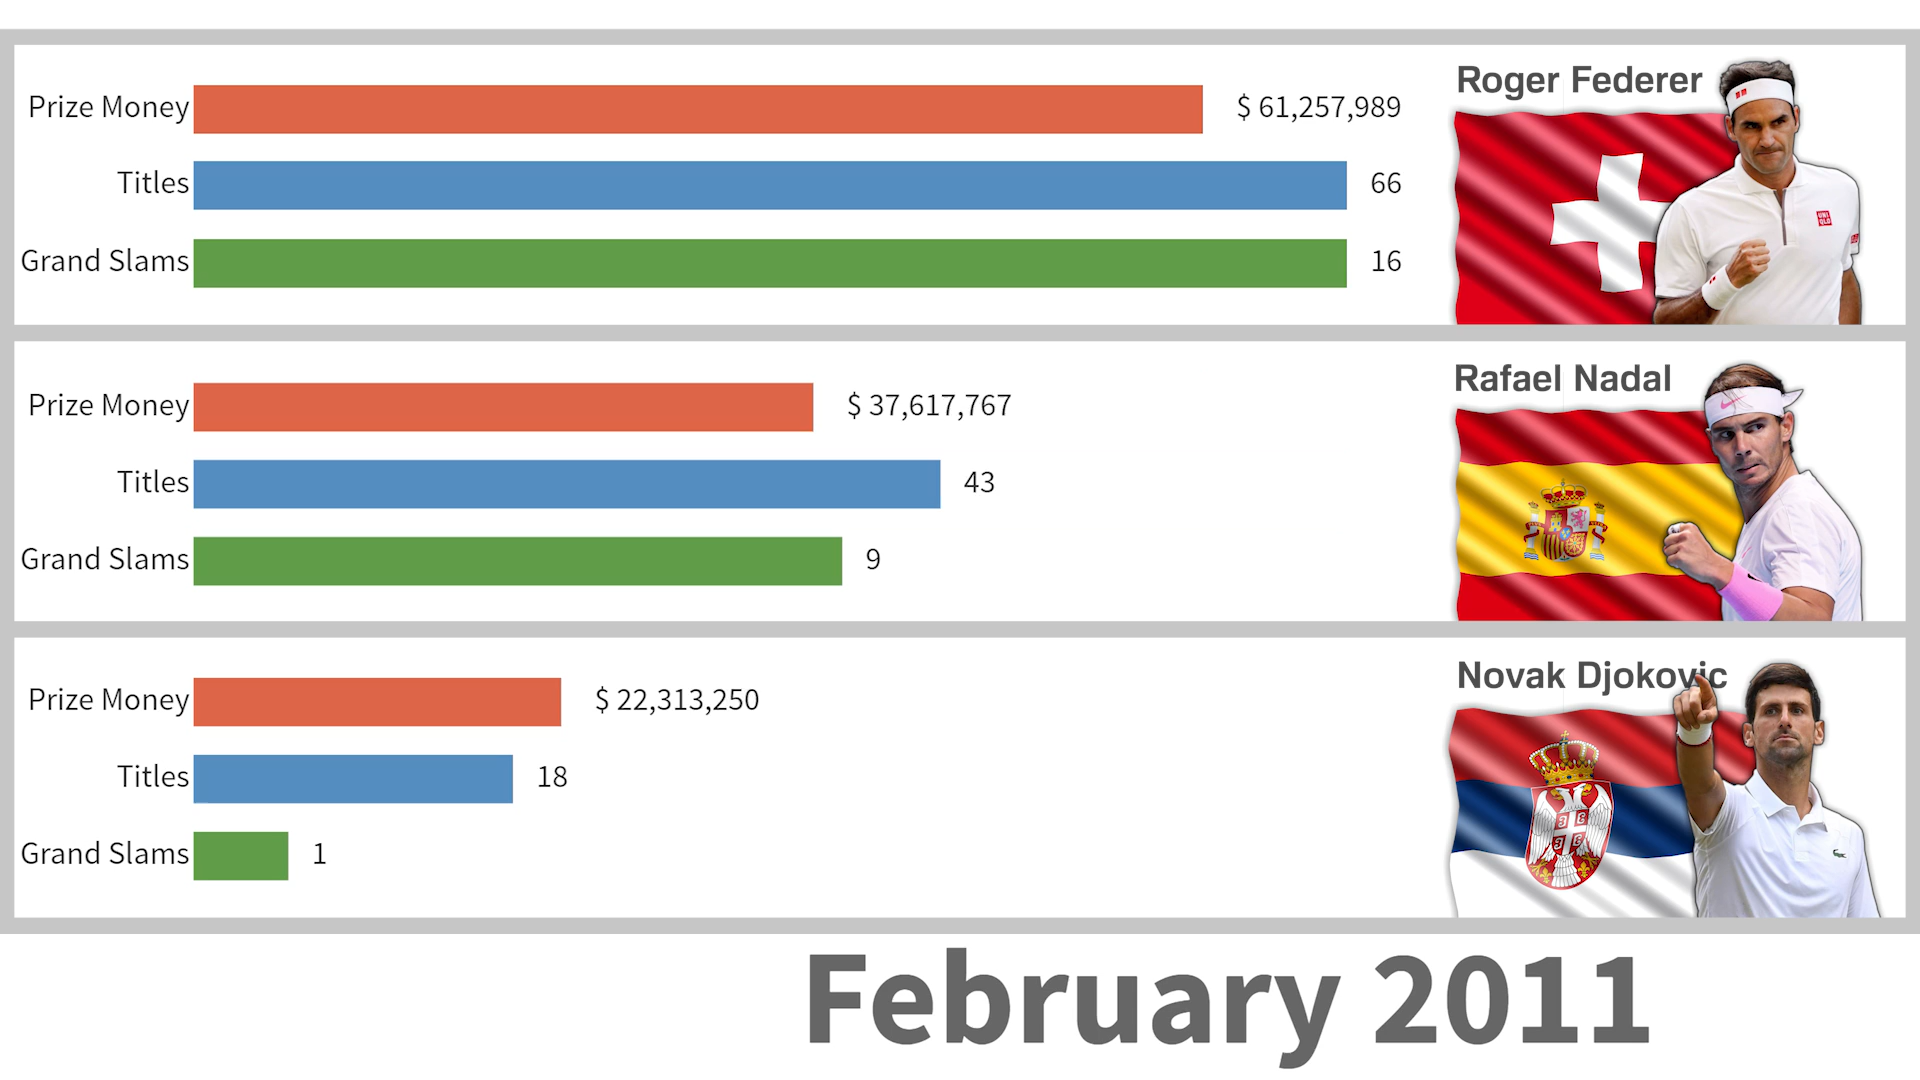 Roger Federer
Prize Money $ 61,257,989
Titles 66
Grand Slams 16
UNI
QLO
Rafael Nadal
Prize Money $ 37,617,767
Titles 43
Grand Slams 9
Novak Djokovic
Prize Money $ 22,313,250
Titles 18
Grand Slams 1
February 2011